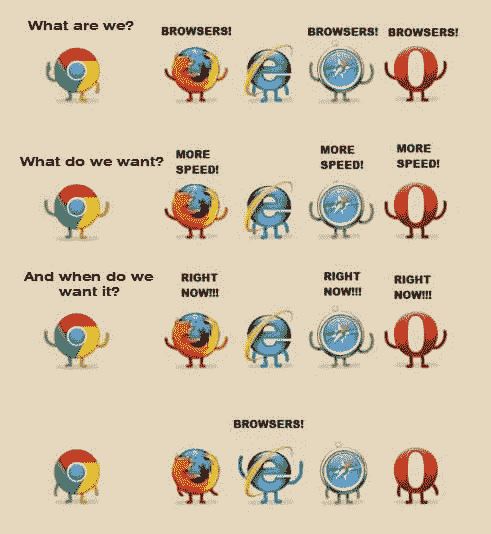 What are we?
BROWSERS!
BROWSERS!
BROWSERS!
What do we want?
MORE
SPEED!
MORE
SPEED!
MORE
SPEED!
And when do we
want it?
RIGHT
NOW!!!
RIGHT
NOW!!!
RIGHT
NOW!!!
BROWSERS!